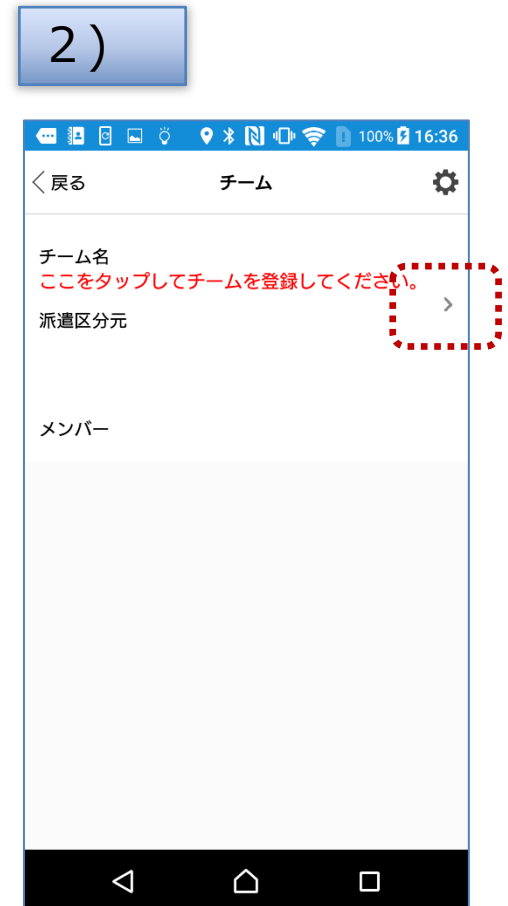 ２）
100% 16:36
戻る チーム
チーム名
ここをタップしてチームを登録してください。
派遣区分元
メンバー